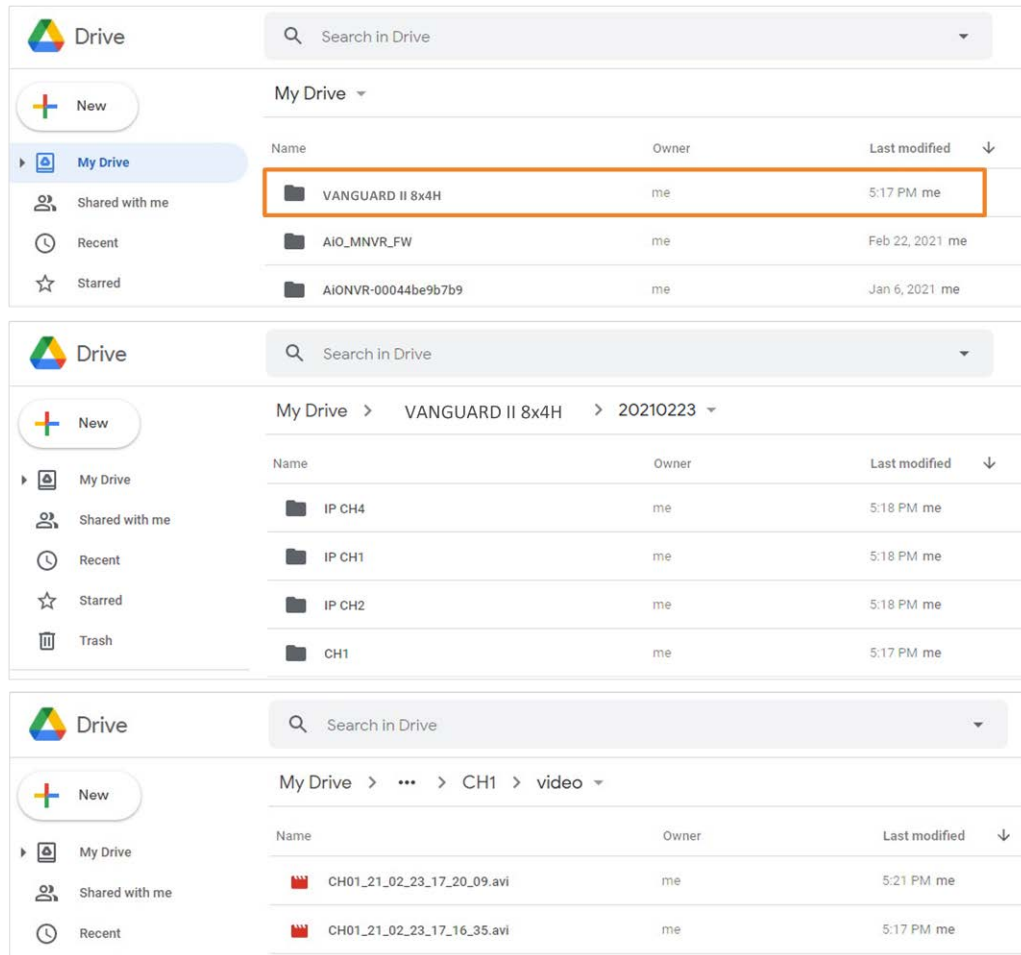 Drive
Search in Drive
New
My Drive
Name Owner Last modified
My Drive
VANGUARD II 8x4H me 5:17 PM me
Shared with me
Recent
AiO_MNVR_FW me Feb 22, 2021 me
Starred
AiONVR-00044be9b7b9 me Jan 6, 2021 me
Drive
Search in Drive
New
My Drive > VANGUARD II 8x4H > 20210223
Name Owner Last modified
My Drive
IP CH4 me 5:18 PM me
Shared with me
Recent
IP CH1 me 5:18 PM me
Starred
IP CH2 me 5:18 PM me
Trash
CH1 me 5:17 PM me
Drive
Search in Drive
New
My Drive > ••• > CH1 > video
Name Owner Last modified
My Drive
CH01_21_02_23_17_20_09.avi me 5:21 PM me
Shared with me
Recent
CH01_21_02_23_17_16_35.avi me 5:17 PM me